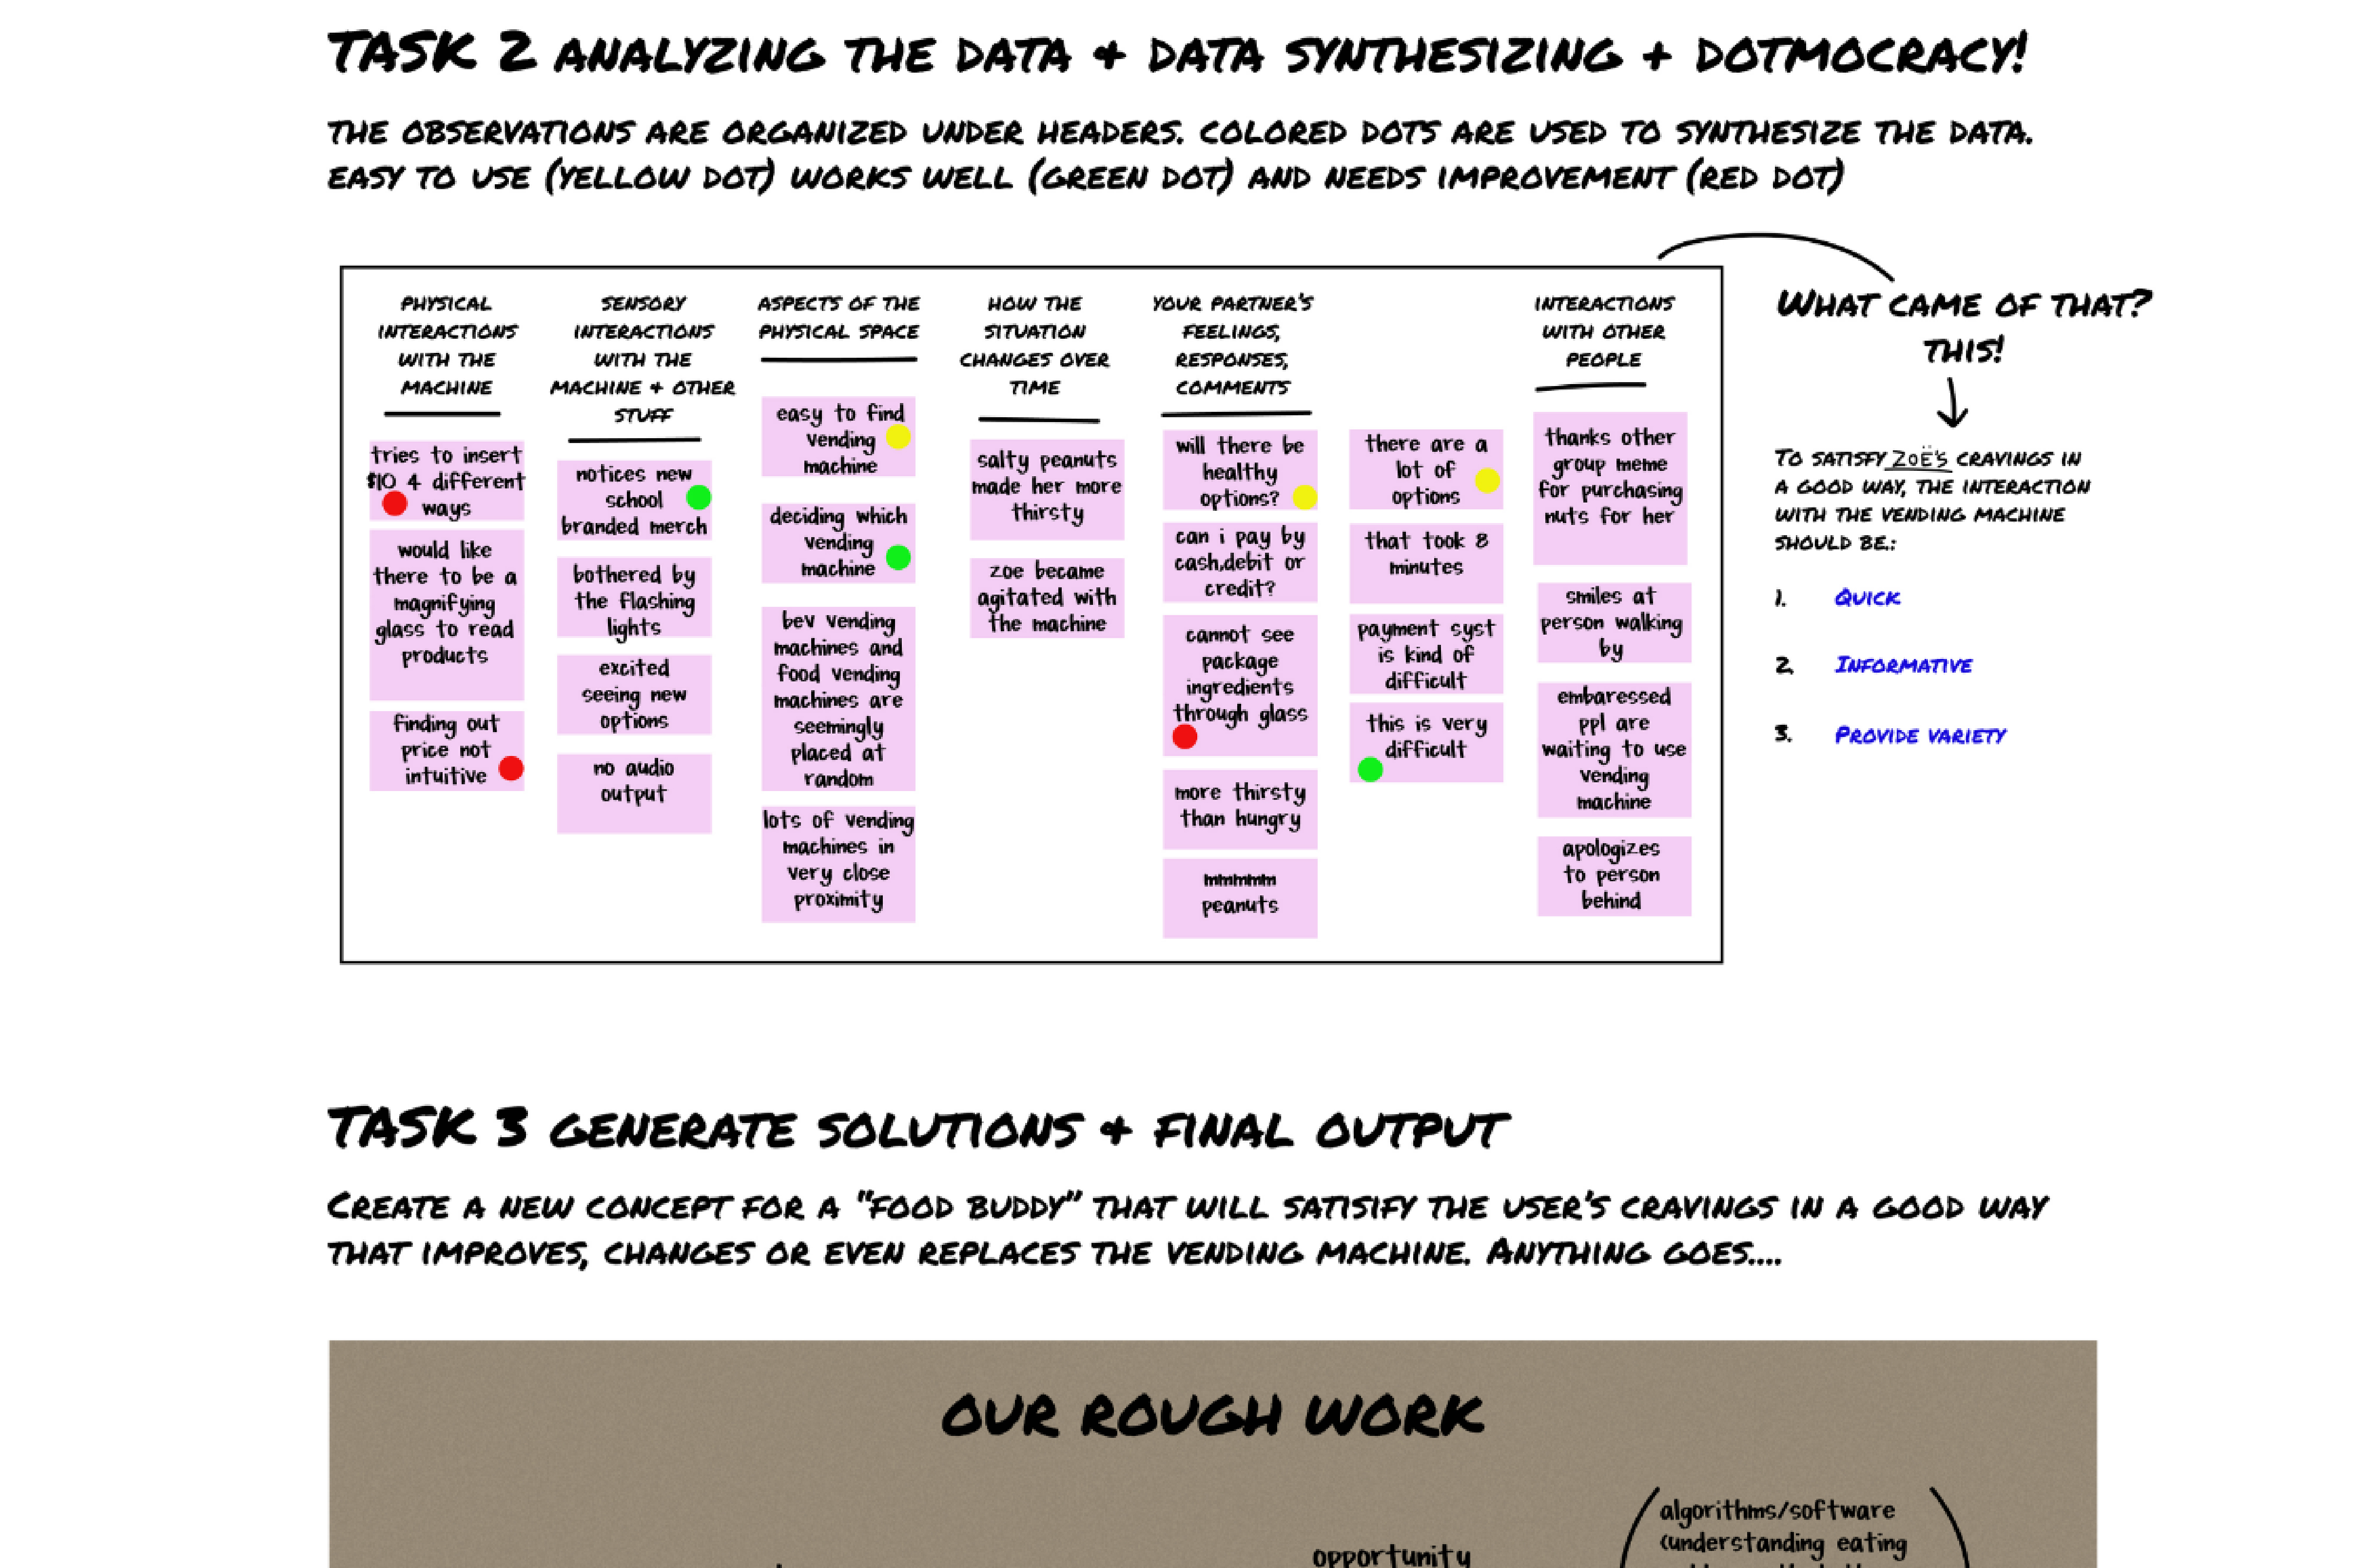 TASK 2 ANALYZING THE DATA & DATA SYNTHESIZING + DOTMOCRACY!
THE OBSERVATIONS ARE ORGANIZED UNDER HEADERS. COLORED DOTS ARE USED TO SYNTHESIZE THE DATA.
EASY TO USE (YELLOW DOT) WORKS WELL (GREEN DOT) AND NEEDS IMPROVEMENT (RED DOT)
PHYSICAL
INTERACTIONS
WITH THE
MACHINE
tries to insert
$10 4 different
ways
would like
there to be a
magnifying
glass to read
products
finding out
price not
intuitive
SENSORY
INTERACTIONS
WITH THE
MACHINE & OTHER
STUFF
notices new
school
branded merch
bothered by
the flashing
lights
excited
seeing new
options
no audio
output
ASPECTS OF THE
PHYSICAL SPACE
easy to find
vending
machine
deciding which
vending
machine
bev vending
machines and
food vending
machines are
seemingly
placed at
random
lots of vending
machines in
very close
proximity
HOW THE
SITUATION
CHANGES OVER
TIME
salty peanuts
made her more
thirsty
zoe became
agitated with
the machine
YOUR PARTNER'S
FEELINGS,
RESPONSES,
COMMENTS
will there be
healthy
options?
can i pay by
cash,debit or
credit?
cannot see
package
ingredients
through glass
more thirsty
than hungry
mmmmm
peanuts
there are a
lot of
options
that took 8
minutes
payment syst
is kind of
difficult
this is very
difficult
INTERACTIONS
WITH OTHER
PEOPLE
thanks other
group meme
for purchasing
nuts for her
smiles at
person walking
by
embaressed
ppl are
waiting to use
vending
machine
apologizes
to person
behind
WHAT CAME OF THAT?
THIS!
TO SATISFY ZOË'S CRAVINGS IN
A GOOD WAY, THE INTERACTION
WITH THE VENDING MACHINE
SHOULD BE.:
1. QUICK
2. INFORMATIVE
3. PROVIDE VARIETY
TASK 3 GENERATE SOLUTIONS & FINAL OUTPUT
CREATE A NEW CONCEPT FOR A "FOOD BUDDY" THAT WILL SATISIFY THE USER'S CRAVINGS IN A GOOD WAY
THAT IMPROVES, CHANGES OR EVEN REPLACES THE VENDING MACHINE. ANYTHING GOES....
OUR ROUGH WORK
opportunity
algorithms/software
(understanding eating